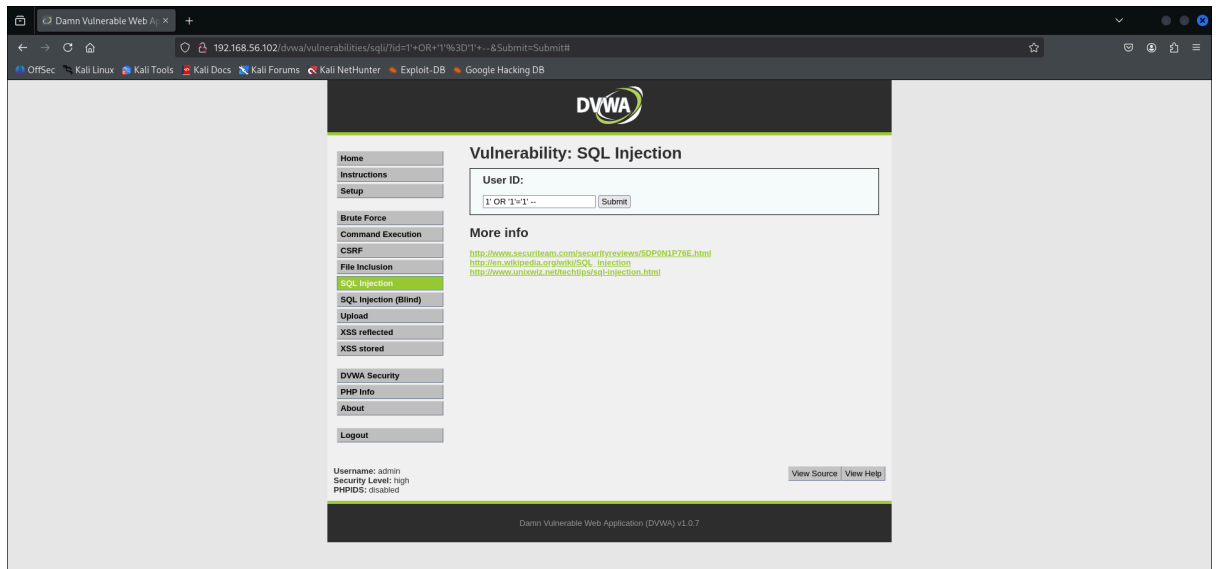 Damn Vulnerable Web Ap
192.168.56.102/dvwa/vulnerabilities/sqli/?id=1'+OR+'1'%3D'1'+--&Submit=Submit#
OffSec Kali Linux Kali Tools Kali Docs Kali Forums Kali NetHunter Exploit-DB Google Hacking DB
DVWA
Home
Instructions
Setup
Brute Force
Command Execution
CSRF
File Inclusion
SQL Injection
SQL Injection (Blind)
Upload
XSS reflected
XSS stored
DVWA Security
PHP Info
About
Logout
Vulnerability: SQL Injection
User ID:
1' OR '1'='1' -- Submit
More info
http://www.securiteam.com/securityreviews/5DP0N1P76E.html
http://en.wikipedia.org/wiki/SQL_injection
http://www.unixwiz.net/techtips/sql-injection.html
Username: admin
Security Level: high
PHPIDS: disabled
View Source View Help
Damn Vulnerable Web Application (DVWA) v1.0.7